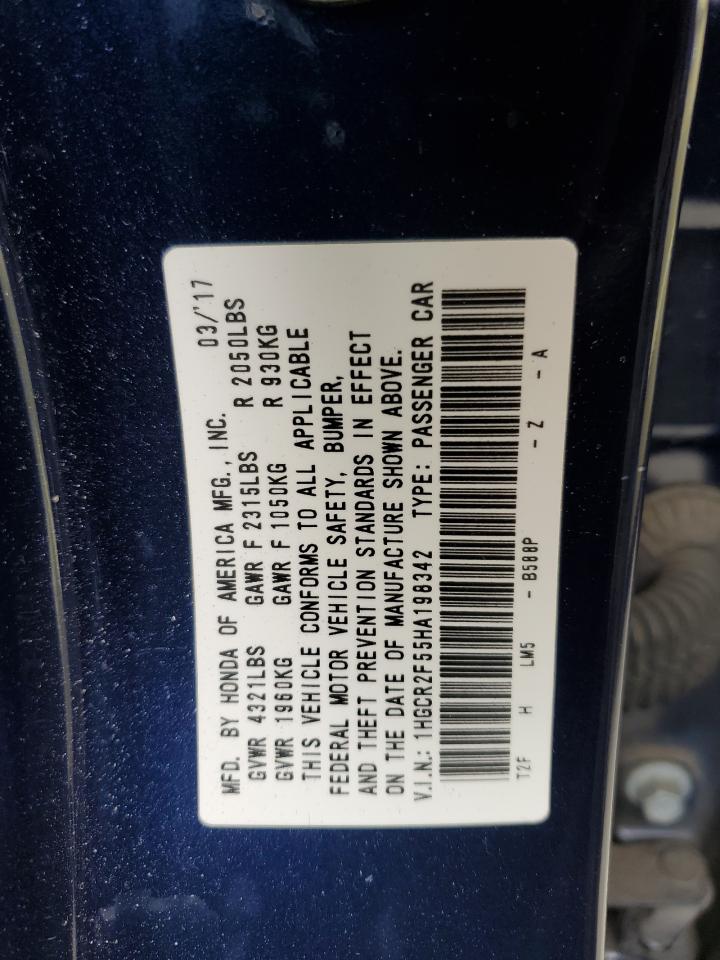 MFD. BY HONDA OF AMERICA MFG., INC. 03/'17
GVWR 4321LBS GAWR F 2315LBS R 2050LBS
GVWR 1960KG GAWR F 1050KG R 930KG
THIS VEHICLE CONFORMS TO ALL APPLICABLE
FEDERAL MOTOR VEHICLE SAFETY, BUMPER,
AND THEFT PREVENTION STANDARDS IN EFFECT
ON THE DATE OF MANUFACTURE SHOWN ABOVE.
V.I.N.: 1HGCR2F55HA198342 TYPE: PASSENGER CAR
T2F H LM5 - B588P - Z - A